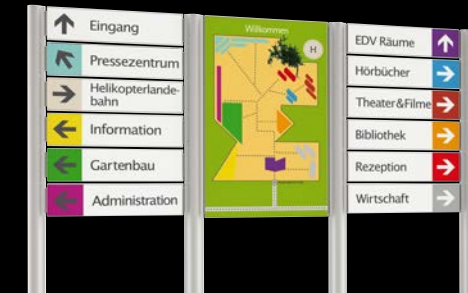 Eingang
Pressezentrum
Helikopterlande-
bahn
Information
Gartenbau
Administration
Willkommen
H
EDV Räume
Hörbücher
Theater&Filme
Bibliothek
Rezeption
Wirtschaft